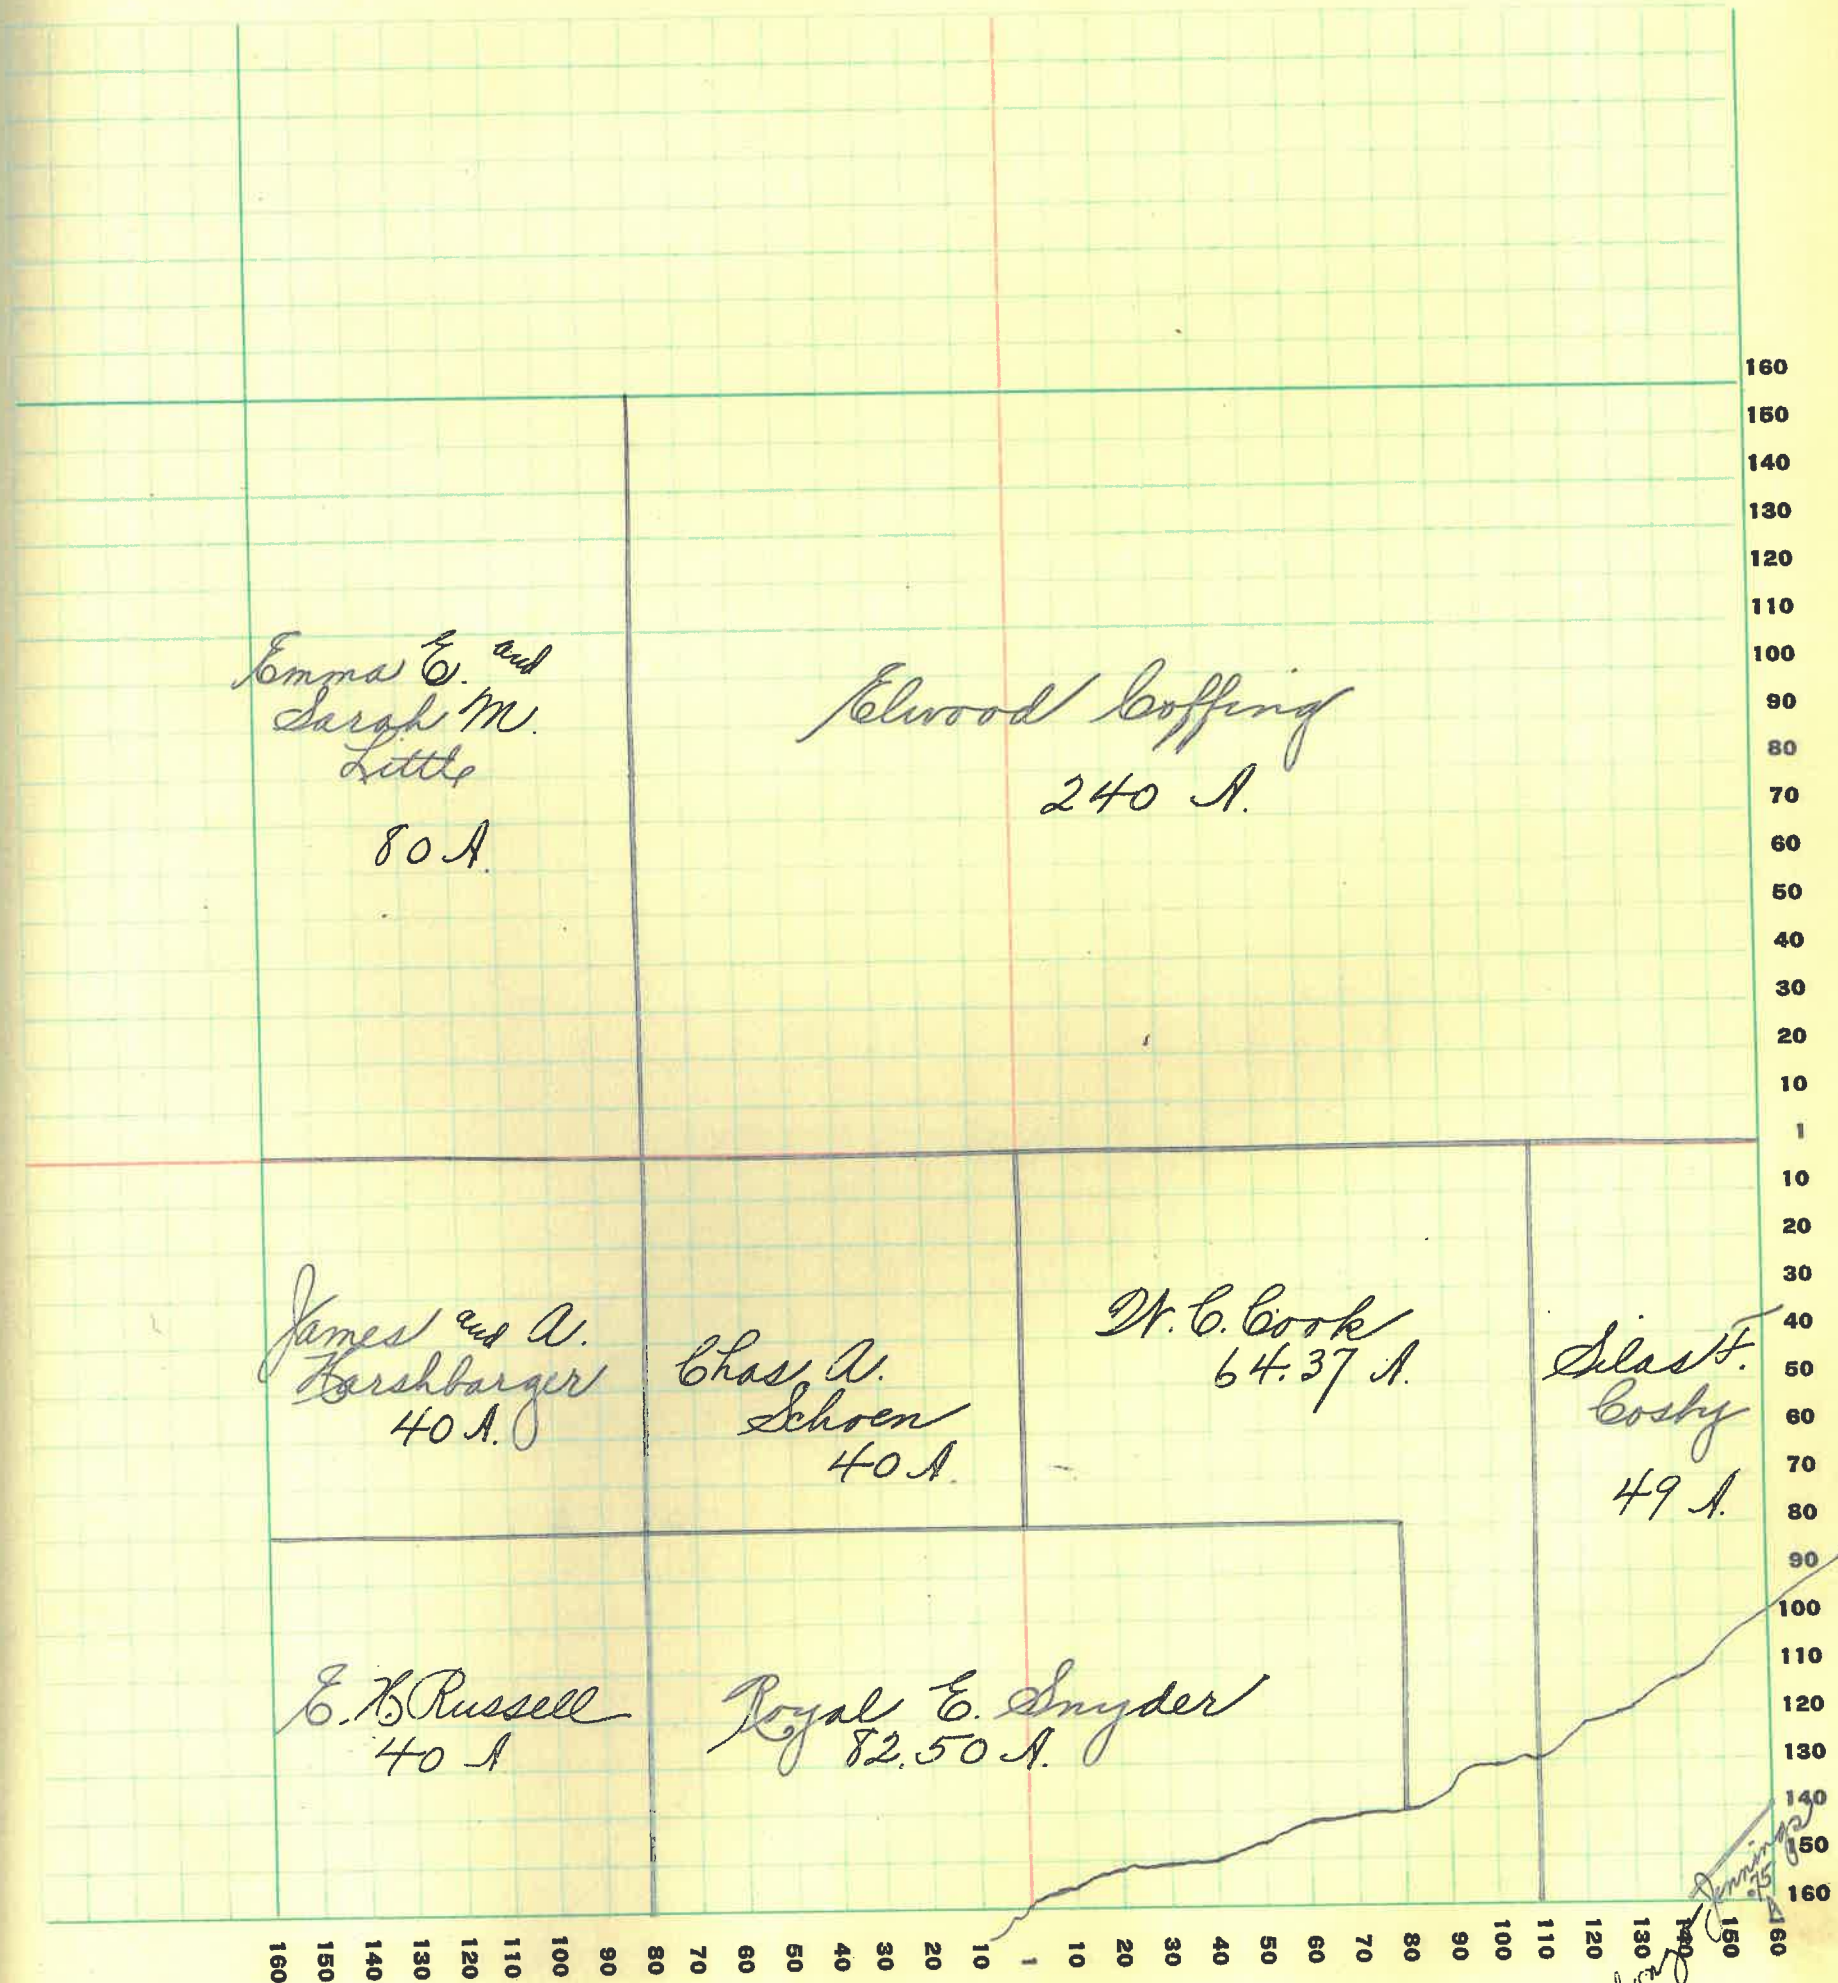 Emma E. and
Sarah M.
Little
80 A.
Elwood Coffing
240 A.
James and A.
Harshbarger
40 A.
Chas. A.
Schoen
40 A.
W. C. Cook
64.37 A.
Silas F.
Cosby
49 A.
E. H. Russell
40 A
Royal E. Snyder
82.50 A.
Jennings
.75 A
160
150
140
130
120
110
100
90
80
70
60
50
40
30
20
10
1
10
20
30
40
50
60
70
80
90
100
110
120
130
140
150
160
160 150 140 130 120 110 100 90 80 70 60 50 40 30 20 10 1 10 20 30 40 50 60 70 80 90 100 110 120 130 140 150 160